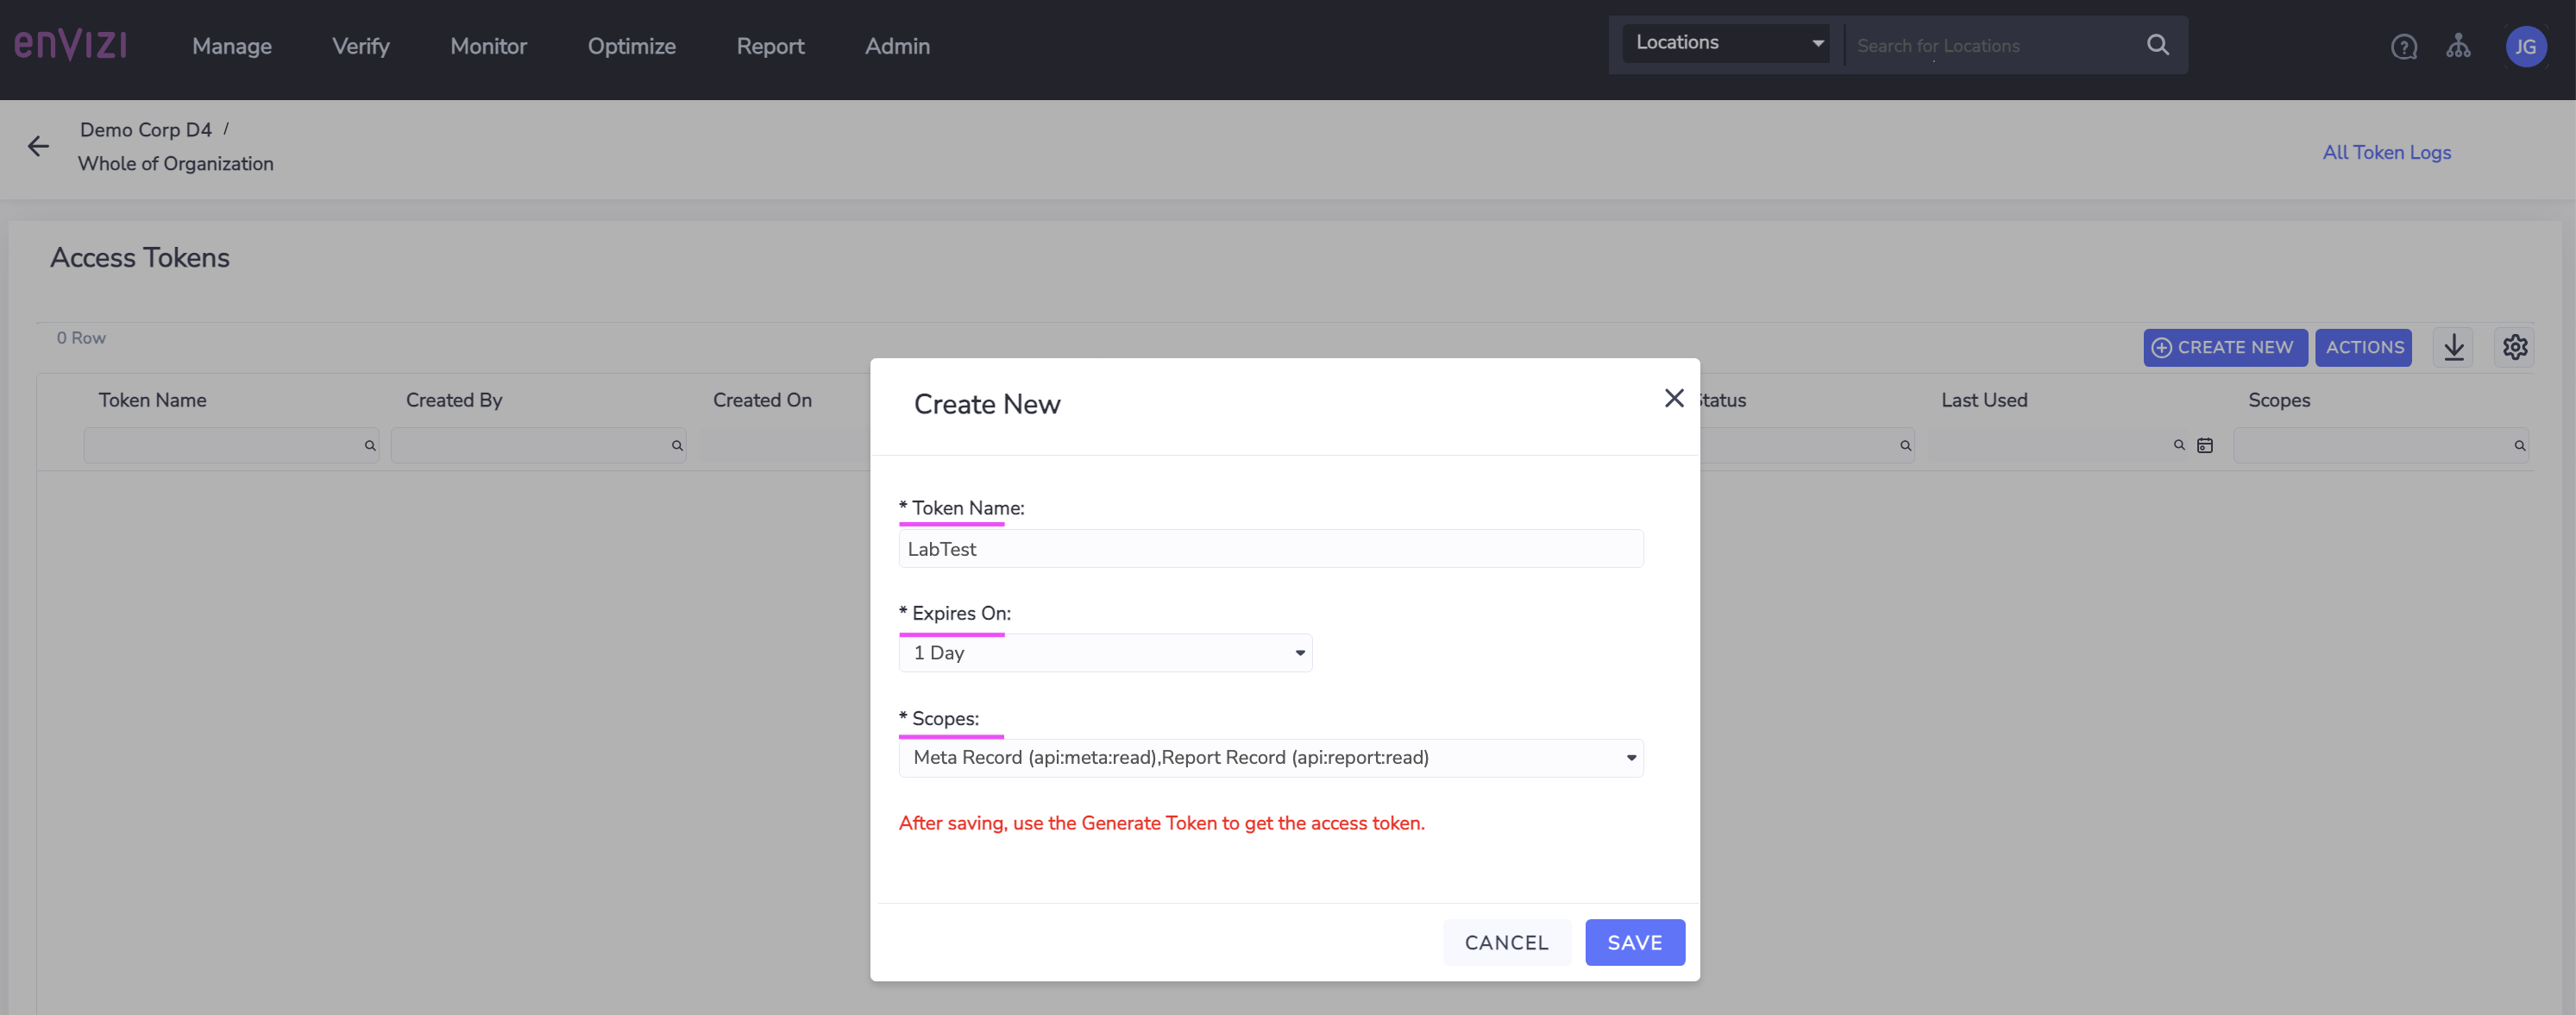 enVizi Manage Verify Monitor Optimize Report Admin Locations Search for Locations JG
Demo Corp D4 /
Whole of Organization
All Token Logs
Access Tokens
0 Row
CREATE NEW ACTIONS
Token Name Created By Created On Status Last Used Scopes
Create New
* Token Name:
LabTest
* Expires On:
1 Day
* Scopes:
Meta Record (api:meta:read),Report Record (api:report:read)
After saving, use the Generate Token to get the access token.
CANCEL SAVE